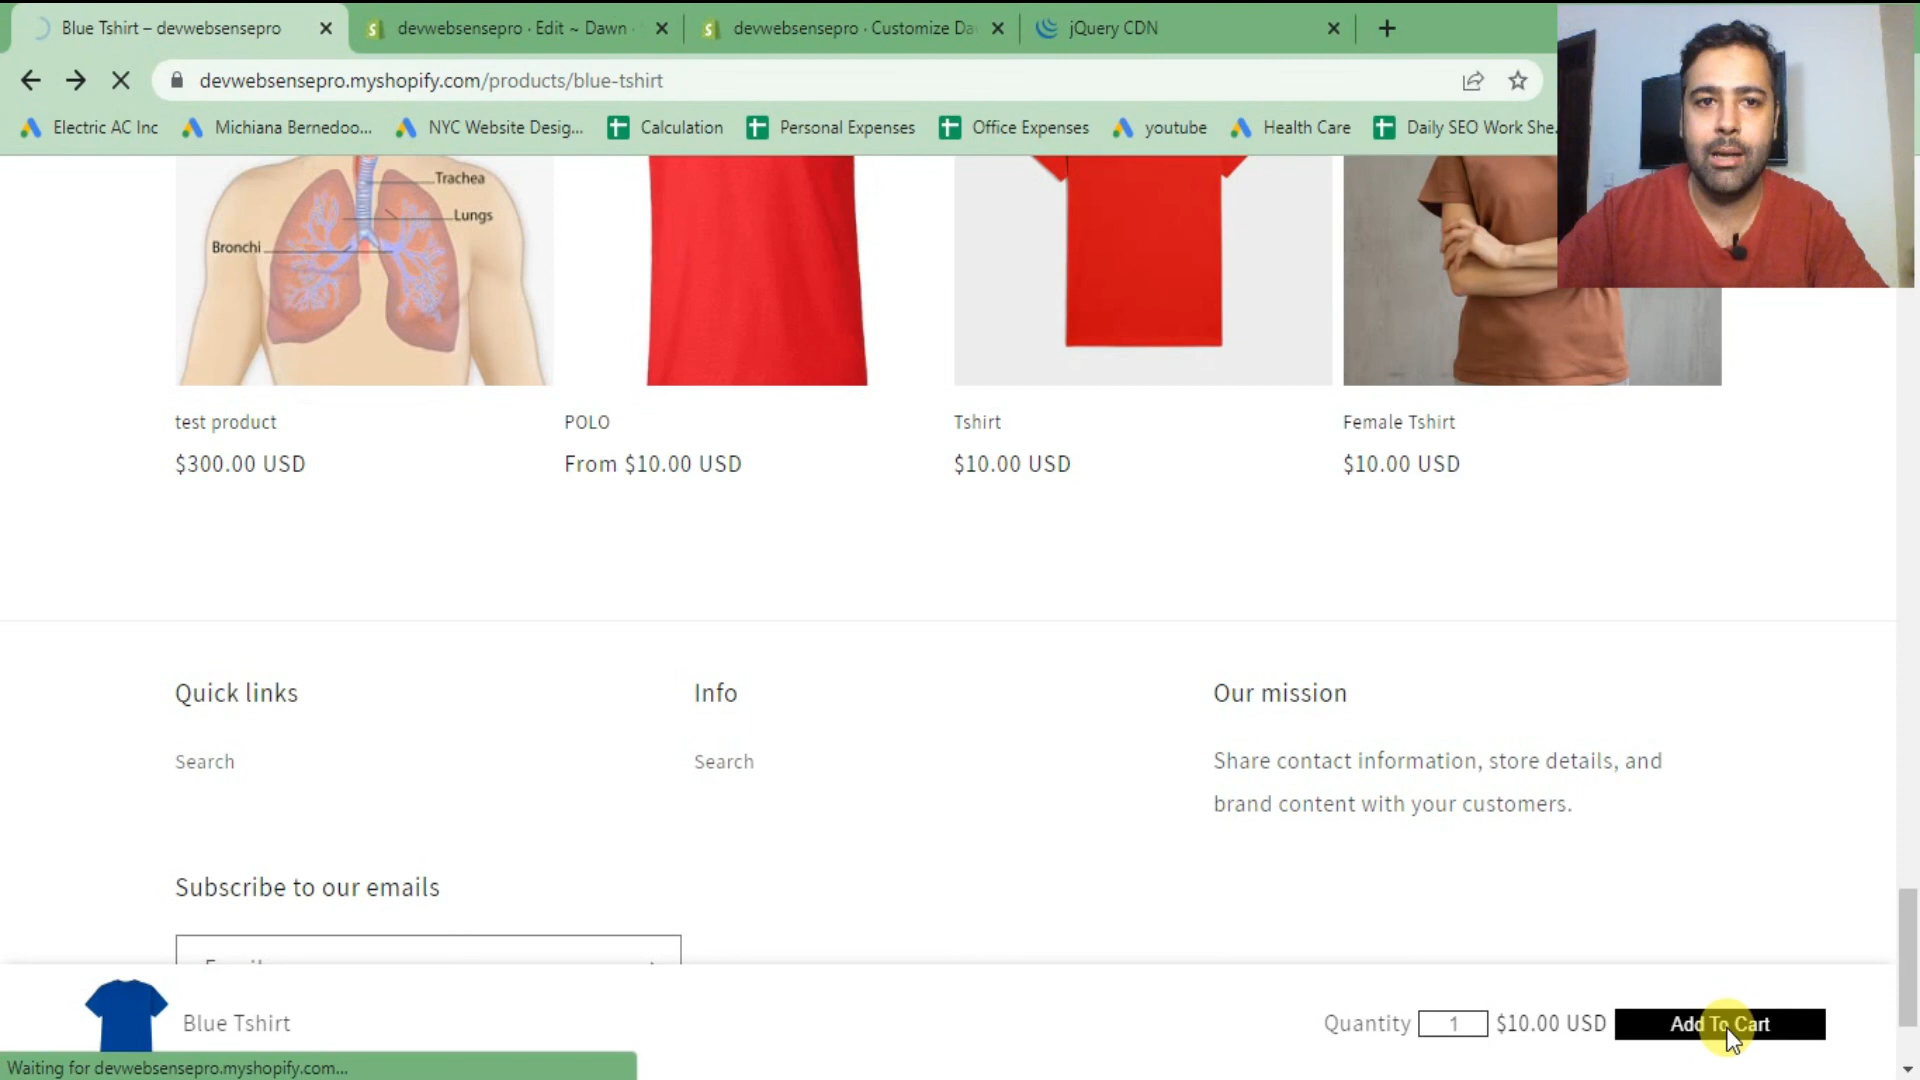 Blue Tshirt – devwebsensepro
devwebsensepro · Edit ~ Dawn ·
devwebsensepro · Customize Da
jQuery CDN
devwebsensepro.myshopify.com/products/blue-tshirt
Electric AC Inc
Michiana Bernedoo...
NYC Website Desig...
Calculation
Personal Expenses
Office Expenses
youtube
Health Care
Daily SEO Work She.
Trachea
Lungs
Bronchi
test product
$300.00 USD
POLO
From $10.00 USD
Tshirt
$10.00 USD
Female Tshirt
$10.00 USD
Quick links
Search
Info
Search
Our mission
Share contact information, store details, and
brand content with your customers.
Subscribe to our emails
Blue Tshirt
Quantity 1 $10.00 USD Add To Cart
Waiting for devwebsensepro.myshopify.com...